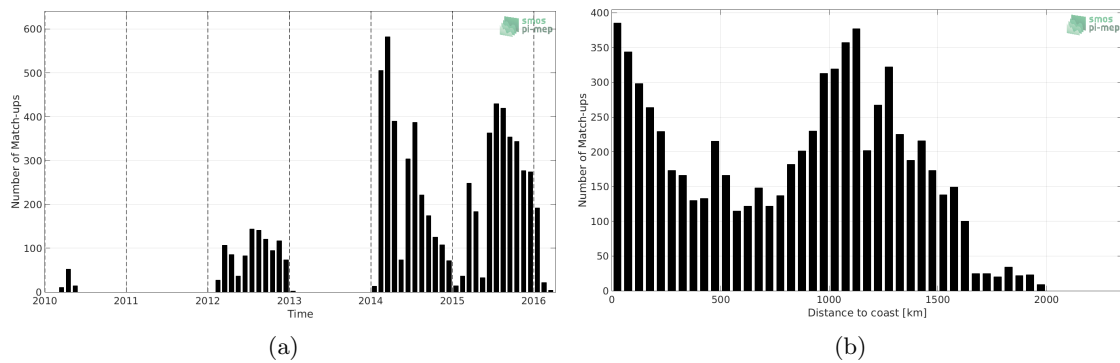 smos
pi-mep
600
500
400
300
200
100
0
Number of Match-ups
2010 2011 2012 2013 2014 2015 2016
Time
(a)
smos
pi-mep
400
350
300
250
200
150
100
50
0
Number of Match-ups
0 500 1000 1500 2000
Distance to coast [km]
(b)